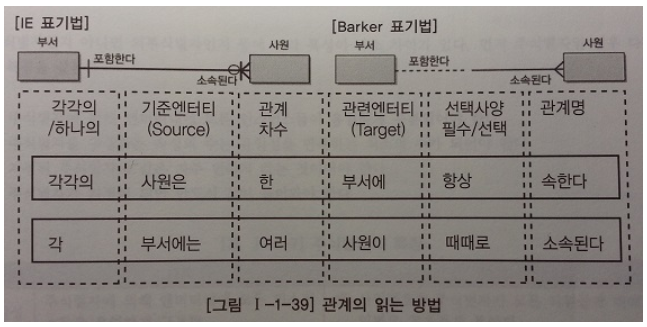 [IE 표기법] [Barker 표기법]
부서 사원 부서 사원
포함한다 포함한다
소속된다 소속된다
각각의 기준엔터티 관계 관련엔터티 선택사양 관계명
/하나의 (Source) 차수 (Target) 필수/선택
각각의 사원은 한 부서에 항상 속한다
각 부서에는 여러 사원이 때때로 소속된다
[그림 Ⅰ-1-39] 관계의 읽는 방법